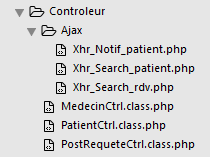 Controleur
Ajax
Xhr_Notif_patient.php
Xhr_Search_patient.php
Xhr_Search_rdv.php
MedecinCtrl.class.php
PatientCtrl.class.php
PostRequeteCtrl.class.php